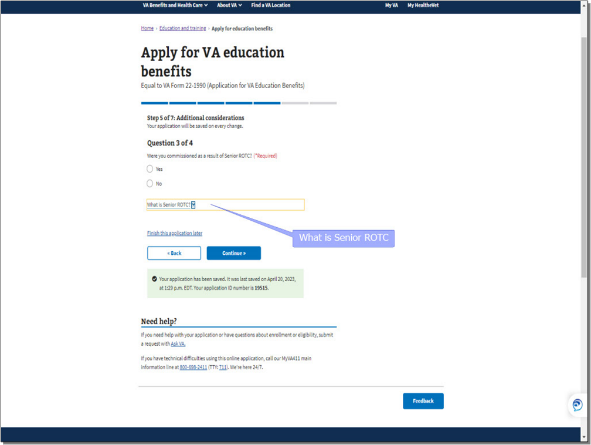 VA Benefits and Health Care About VA Find a VA Location My VA My HealtheVet
Home › Education and training › Apply for education benefits
Apply for VA education
benefits
Equal to VA Form 22-1990 (Application for VA Education Benefits)
Step 5 of 7: Additional considerations
Your application will be saved on every change.
Question 3 of 4
Were you commissioned as a result of Senior ROTC? (*Required)
Yes
No
What is Senior ROTC?
What is Senior ROTC
Finish this application later
« Back Continue »
Your application has been saved. It was last saved on April 20, 2023,
at 1:29 p.m. EDT. Your application ID number is 19515.
Need help?
If you need help with your application or have questions about enrollment or eligibility, submit
a request with Ask VA.
If you have technical difficulties using this online application, call our MyVA411 main
information line at 800-698-2411 (TTY: 711). We're here 24/7.
Feedback